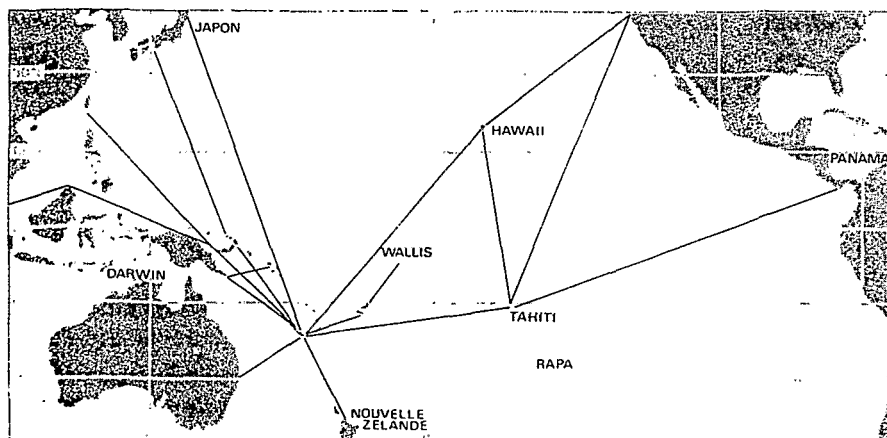 JAPON
HAWAII
PANAMA
WALLIS
DARWIN
TAHITI
RAPA
NOUVELLE
ZELANDE